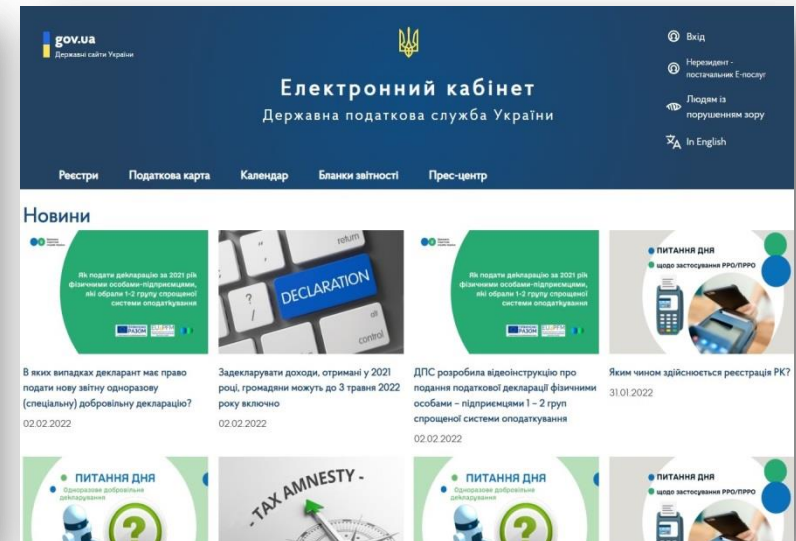 gov.ua
Державні сайти України
Електронний кабінет
Державна податкова служба України
Вхід
Нерезидент -
постачальник Е-послуг
Людям із
порушенням зору
In English
Реєстри Податкова карта Календар Бланки звітності Прес-центр
Новини
Як подати декларацію за 2021 рік
фізичними особами-підприємцями,
які обрали 1-2 групу спрощеної
системи оподаткування
return
?
/
DECLARATION
alt
control
Як подати декларацію за 2021 рік
фізичними особами-підприємцями,
які обрали 1-2 групу спрощеної
системи оподаткування
ПИТАННЯ ДНЯ
щодо застосування РРО/ПРРО
В яких випадках декларант має право
подати нову звітну одноразову
(спеціальну) добровільну декларацію?
02.02.2022
Задекларувати доходи, отримані у 2021
році, громадяни можуть до 3 травня 2022
року включно
02.02.2022
ДПС розробила відеоінструкцію про
подання податкової декларації фізичними
особами – підприємцями 1 – 2 груп
спрощеної системи оподаткування
02.02.2022
Яким чином здійснюється реєстрація РК?
31.01.2022
ПИТАННЯ ДНЯ
Одноразове добровільне
декларування
?
- TAX AMNESTY -
ПИТАННЯ ДНЯ
Одноразове добровільне
декларування
?
ПИТАННЯ ДНЯ
щодо застосування РРО/ПРРО